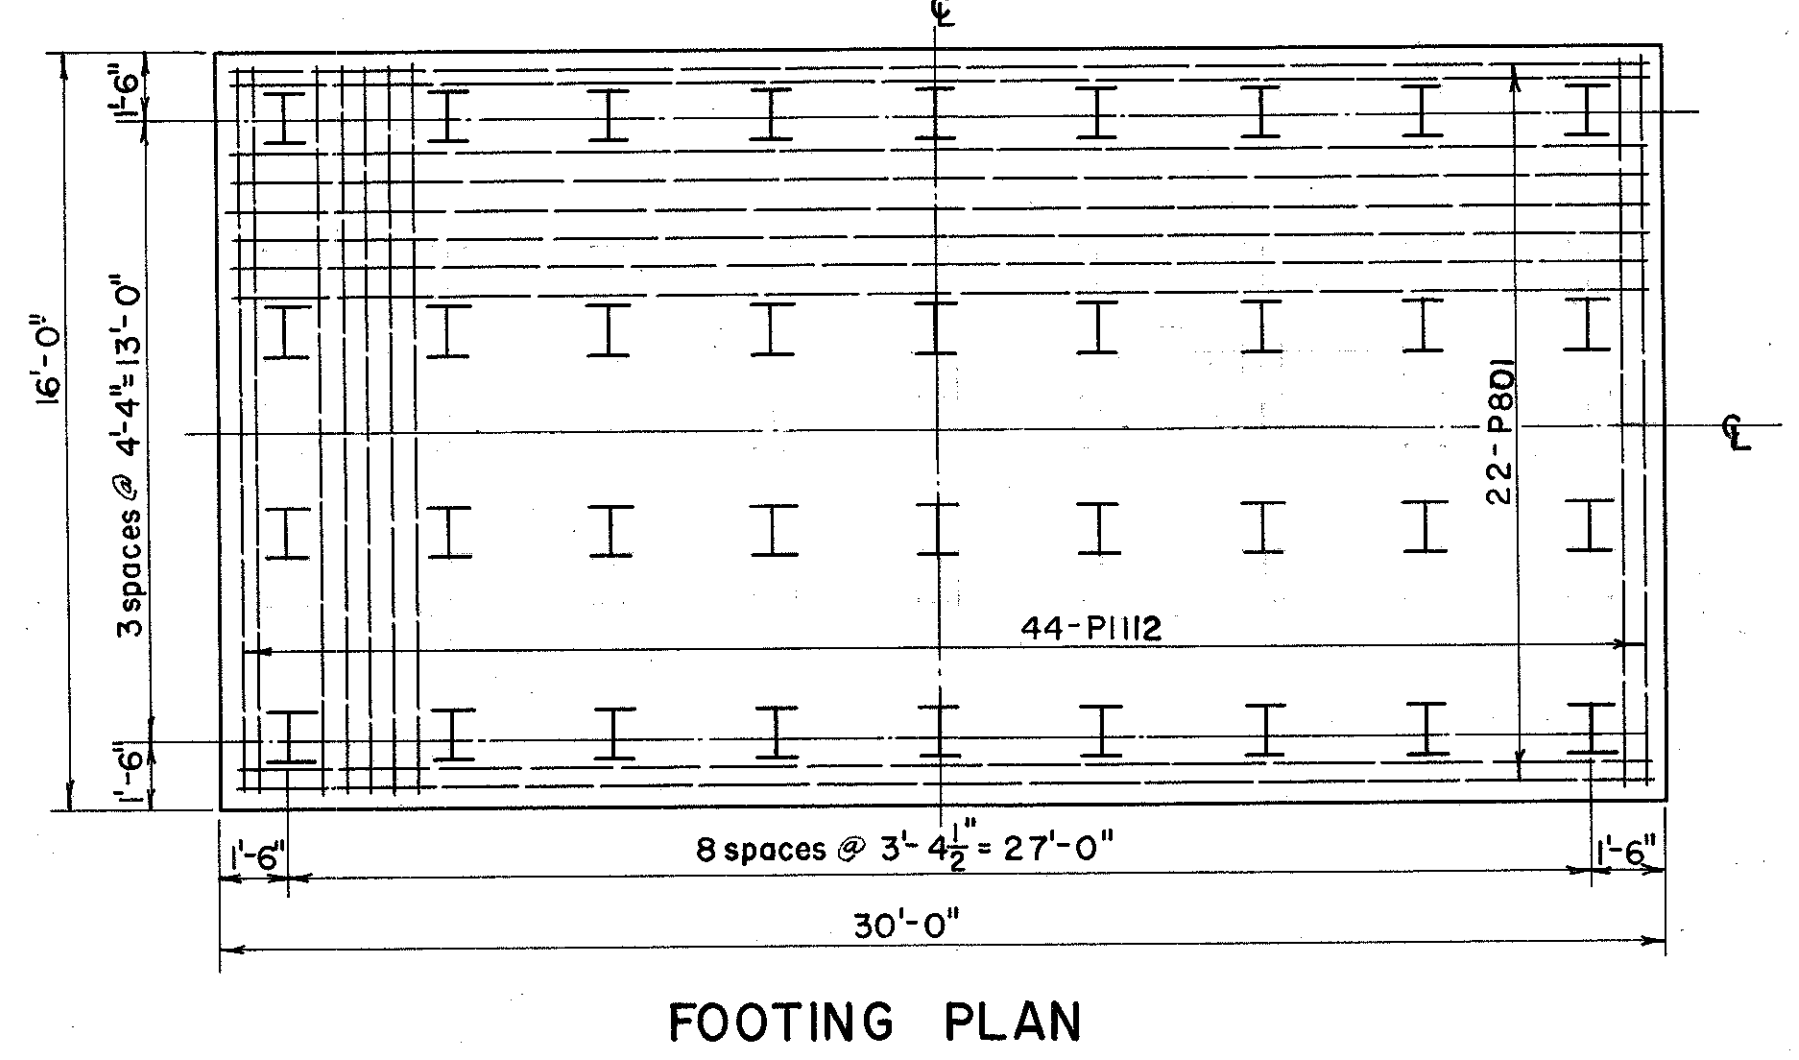 ℄
1'-6"
16'-0"
3 spaces @ 4'-4"=13'-0"
22-P801
℄
44-P1112
1'-6"
1'-6"
8 spaces @ 3'-4½"= 27'-0"
1'-6"
30'-0"
FOOTING PLAN